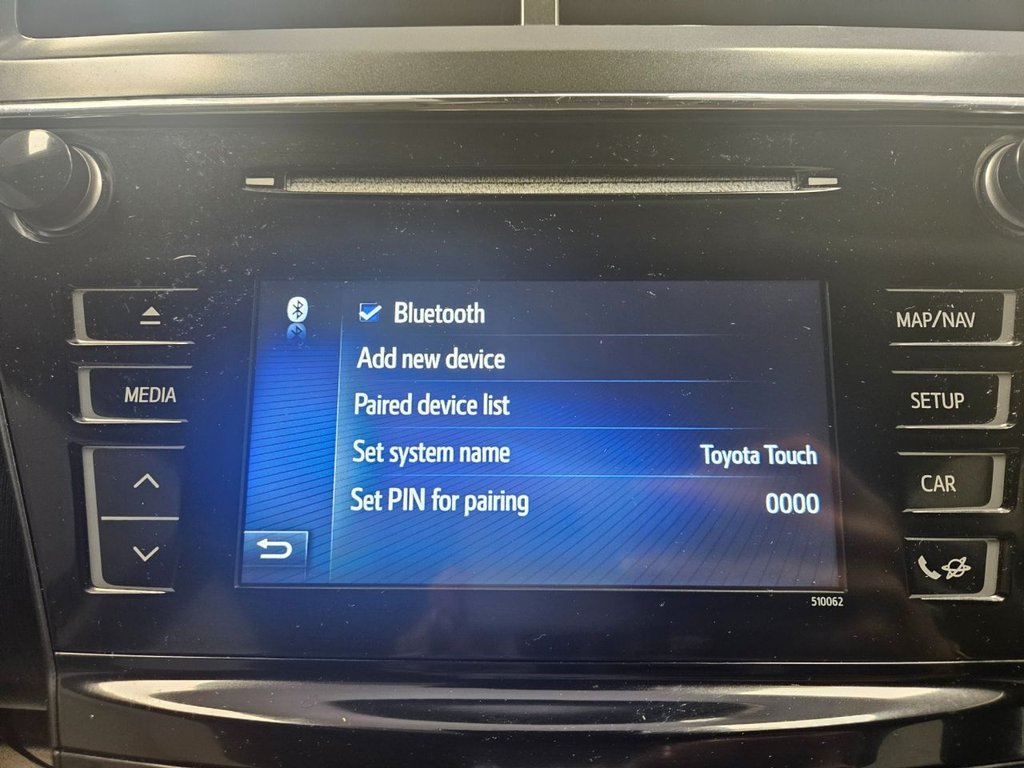 Bluetooth
Add new device
Paired device list
Set system name Toyota Touch
Set PIN for pairing 0000
510062
MEDIA
MAP/NAV
SETUP
CAR